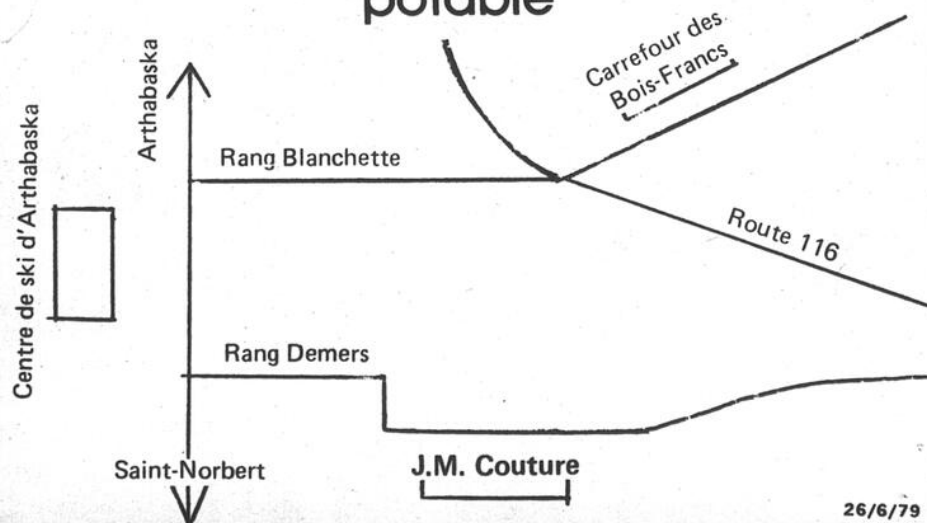 potable
Carrefour des
Bois-Francs
Arthabaska
Centre de ski d'Arthabaska
Rang Blanchette
Route 116
Rang Demers
Saint-Norbert
J.M. Couture
26/6/79